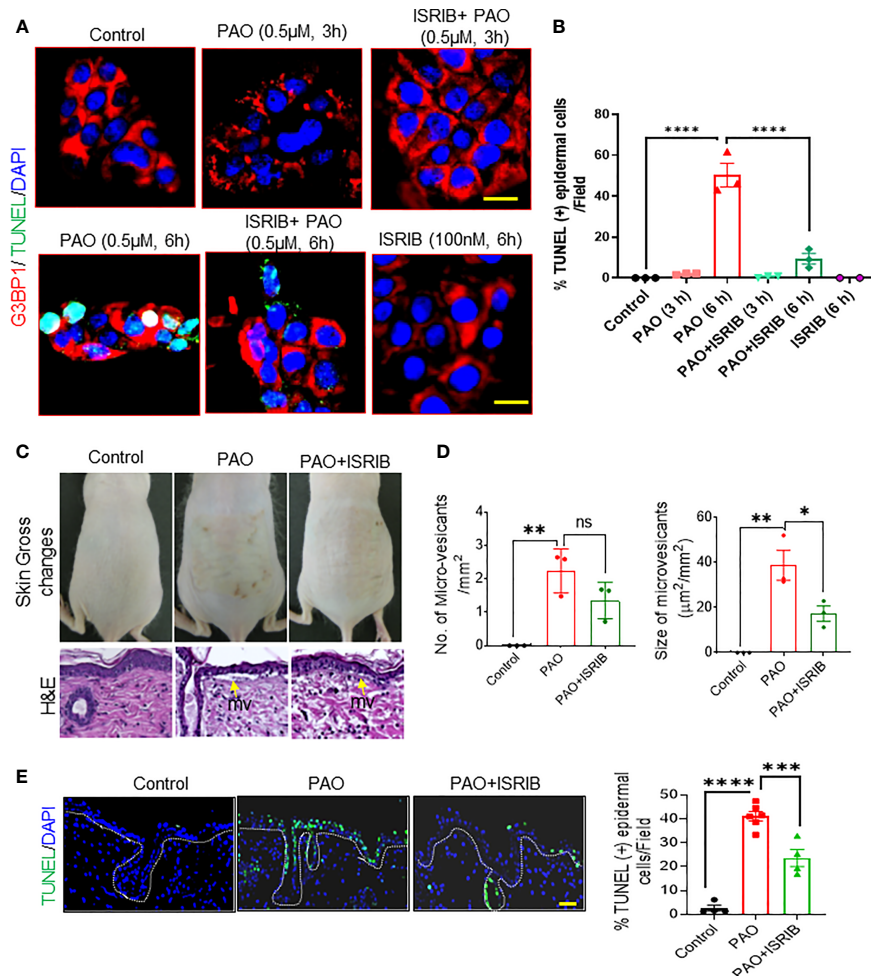 A
Control
PAO (0.5µM, 3h)
ISRIB+ PAO
(0.5µM, 3h)
G3BP1/ TUNEL/DAPI
PAO (0.5µM, 6h)
ISRIB+ PAO
(0.5µM, 6h)
ISRIB (100nM, 6h)
B
% TUNEL (+) epidermal cells
/Field
80
60
40
20
0
****
****
Control
PAO (3 h)
PAO (6 h)
PAO+ISRIB (3 h)
PAO+ISRIB (6 h)
ISRIB (6 h)
C
Control
PAO
PAO+ISRIB
Skin Gross
changes
H&E
mv
mv
D
No. of Micro-vesicants
/mm²
4
3
2
1
0
**
ns
Control
PAO
PAO+ISRIB
Size of microvesicants
(µm²/mm²)
60
40
20
0
**
*
Control
PAO
PAO+ISRIB
E
Control
PAO
PAO+ISRIB
TUNEL/DAPI
% TUNEL (+) epidermal
cells/Field
50
40
30
20
10
0
****
***
Control
PAO
PAO+ISRIB